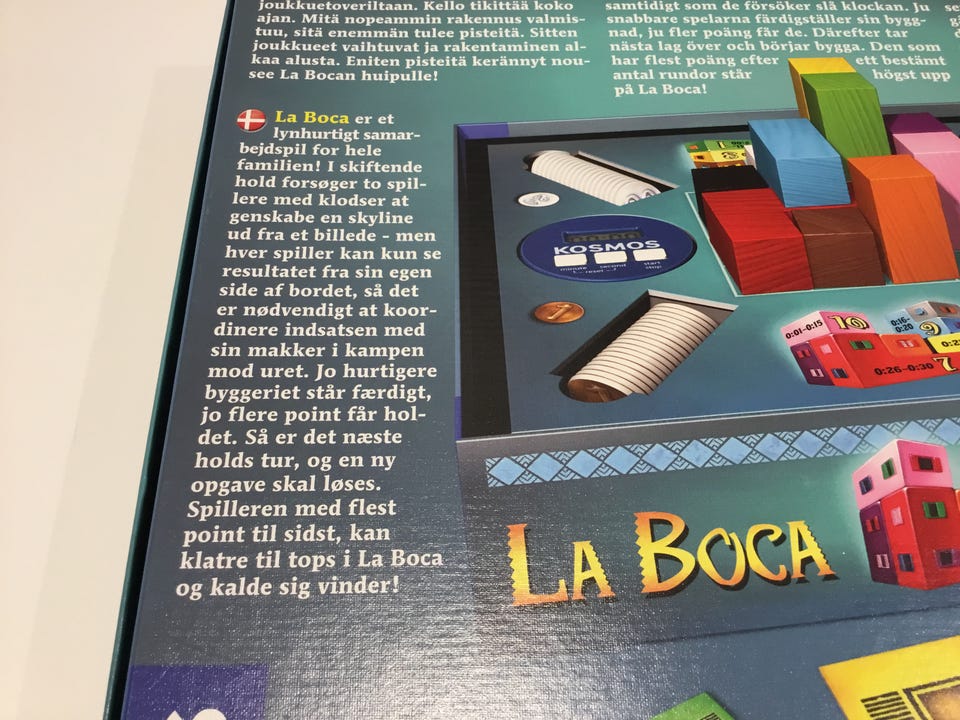 joukkuetoveriltaan. Kello tikittää koko
ajan. Mitä nopeammin rakennus valmis-
tuu, sitä enemmän tulee pisteitä. Sitten
joukkueet vaihtuvat ja rakentaminen al-
kaa alusta. Eniten pisteitä kerännyt nou-
see La Bocan huipulle!
samtidigt som de försöker slå klockan. Ju
snabbare spelarna färdigställer sin bygg-
nad, ju fler poäng får de. Därefter tar
nästa lag över och börjar bygga. Den som
har flest poäng efter ett bestämt
antal rundor står högst upp
på La Boca!
La Boca er et
lynhurtigt samar-
bejdspil for hele
familien! I skiftende
hold forsøger to spil-
lere med klodser at
genskabe en skyline
ud fra et billede - men
hver spiller kan kun se
resultatet fra sin egen
side af bordet, så det
er nødvendigt at koor-
dinere indsatsen med
sin makker i kampen
mod uret. Jo hurtigere
byggeriet står færdigt,
jo flere point får hol-
det. Så er det næste
holds tur, og en ny
opgave skal løses.
Spilleren med flest
point til sidst, kan
klatre til tops i La Boca
og kalde sig vinder!
KOSMOS
minute second start
reset stop
0:01-0:15 10
0:16-
0:20 9
0:26-0:30 7
LA BOCA